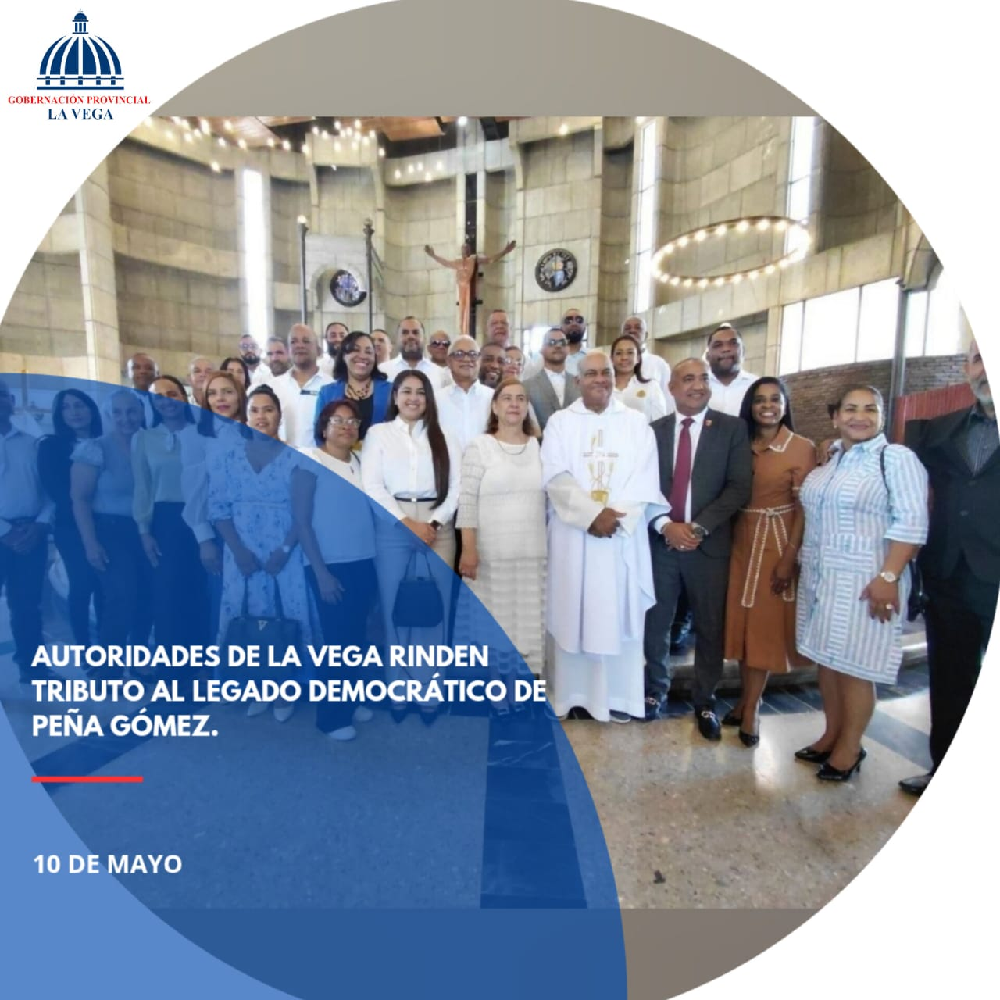 GOBERNACIÓN PROVINCIAL
LA VEGA
AUTORIDADES DE LA VEGA RINDEN
TRIBUTO AL LEGADO DEMOCRÁTICO DE
PEÑA GÓMEZ.
10 DE MAYO